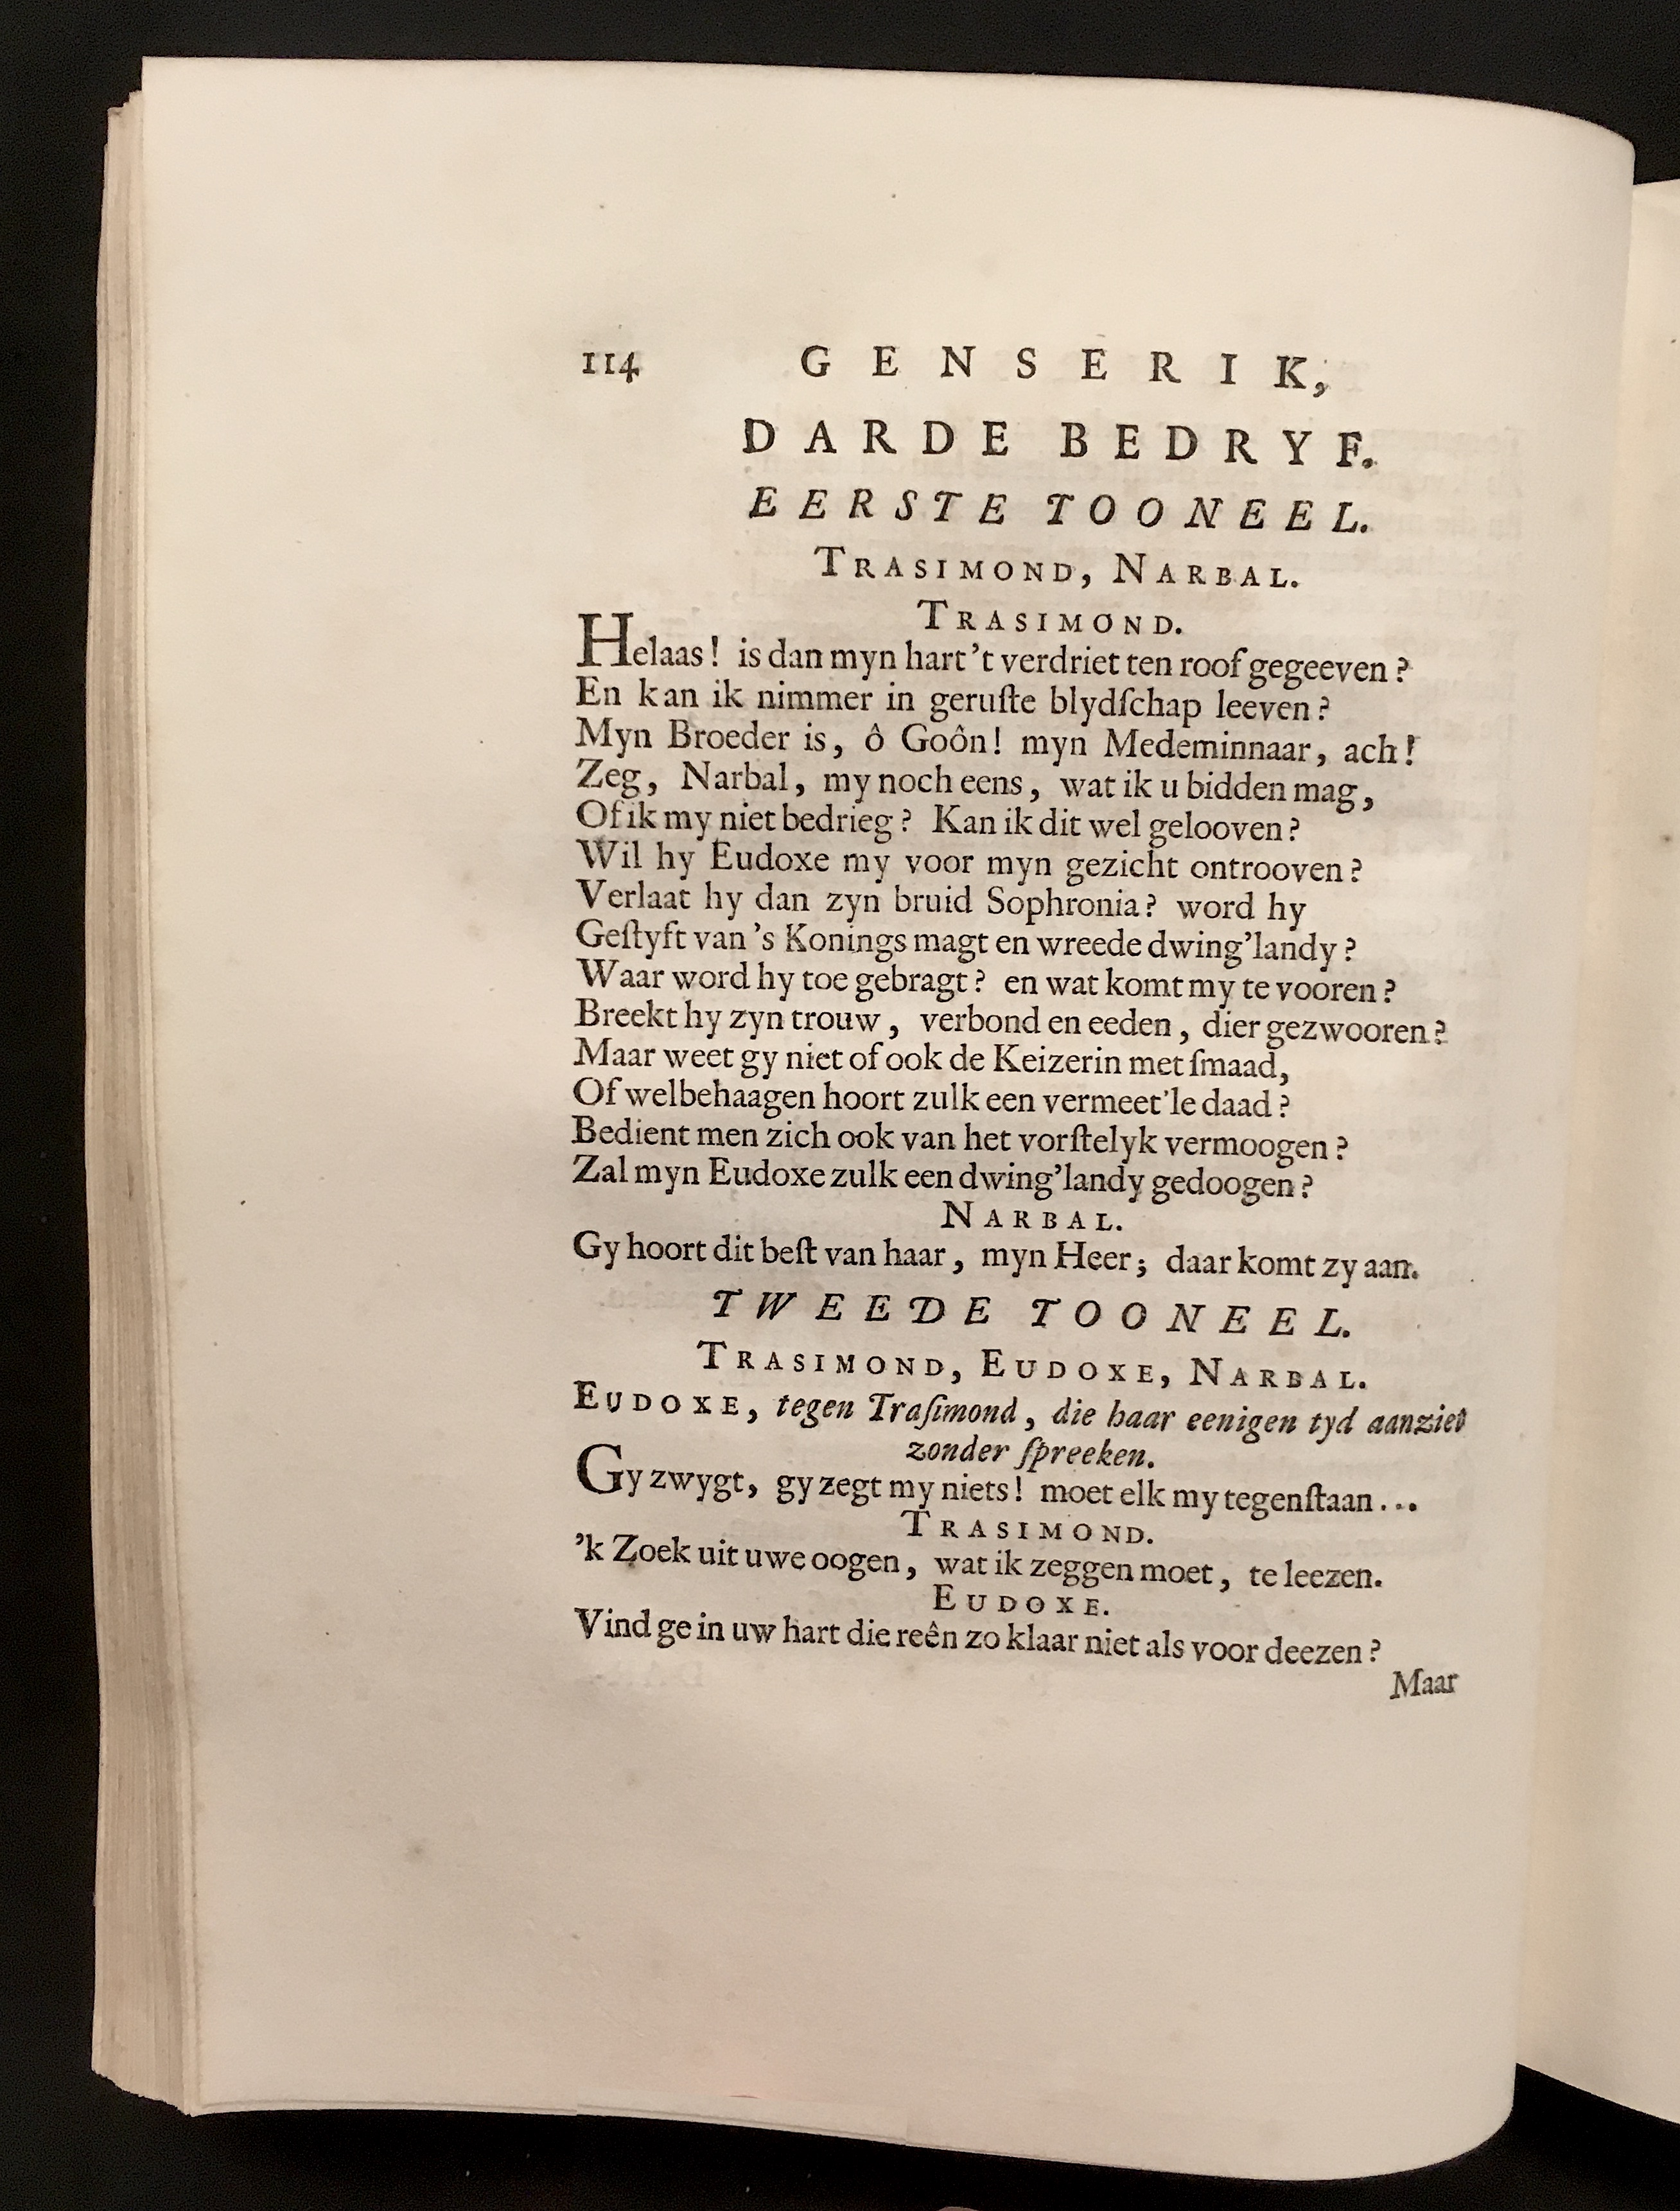 114 GENSERIK,
DARDE BEDRYF.
EERSTE TOONEEL.
TRASIMOND, NARBAL.
TRASIMOND.
Helaas! is dan myn hart 't verdriet ten roof gegeeven?
En kan ik nimmer in geruſte blydſchap leeven?
Myn Broeder is, ô Goôn! myn Medeminnaar, ach!
Zeg, Narbal, my noch eens, wat ik u bidden mag,
Of ik my niet bedrieg? Kan ik dit wel gelooven?
Wil hy Eudoxe my voor myn gezicht ontrooven?
Verlaat hy dan zyn bruid Sophronia? word hy
Geſtyft van 's Konings magt en wreede dwing'landy?
Waar word hy toe gebragt? en wat komt my te vooren?
Breekt hy zyn trouw, verbond en eeden, dier gezwooren?
Maar weet gy niet of ook de Keizerin met ſmaad,
Of welbehaagen hoort zulk een vermeet'le daad?
Bedient men zich ook van het vorſtelyk vermoogen?
Zal myn Eudoxe zulk een dwing'landy gedoogen?
NARBAL.
Gy hoort dit beſt van haar, myn Heer; daar komt zy aan.
TWEEDE TOONEEL.
TRASIMOND, EUDOXE, NARBAL.
EUDOXE, tegen Traſimond, die haar eenigen tyd aanziet
zonder ſpreeken.
Gy zwygt, gy zegt my niets! moet elk my tegenſtaan...
TRASIMOND.
'k Zoek uit uwe oogen, wat ik zeggen moet, te leezen.
EUDOXE.
Vind ge in uw hart die reên zo klaar niet als voor deezen?
Maar